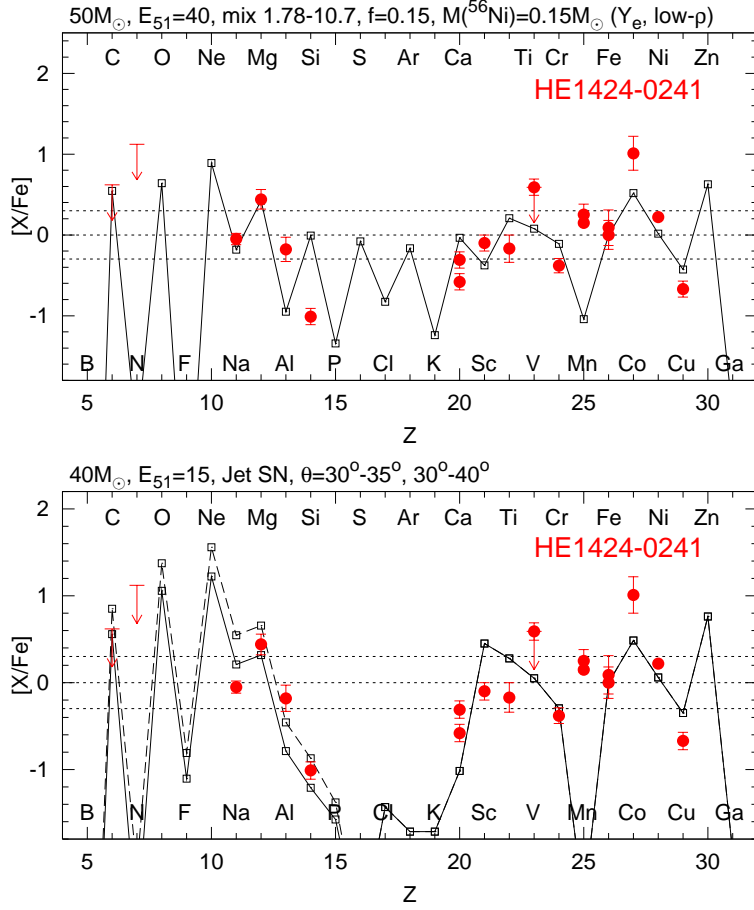 50M☉, E51=40, mix 1.78-10.7, f=0.15, M(56Ni)=0.15M☉ (Ye, low-ρ)
C O Ne Mg Si S Ar Ca Ti Cr Fe Ni Zn
HE1424-0241
2
1
0
-1
[X/Fe]
B N F Na Al P Cl K Sc V Mn Co Cu Ga
5 10 15 20 25 30
Z
40M☉, E51=15, Jet SN, θ=30°-35°, 30°-40°
C O Ne Mg Si S Ar Ca Ti Cr Fe Ni Zn
HE1424-0241
2
1
0
-1
[X/Fe]
B N F Na Al P Cl K Sc V Mn Co Cu Ga
5 10 15 20 25 30
Z